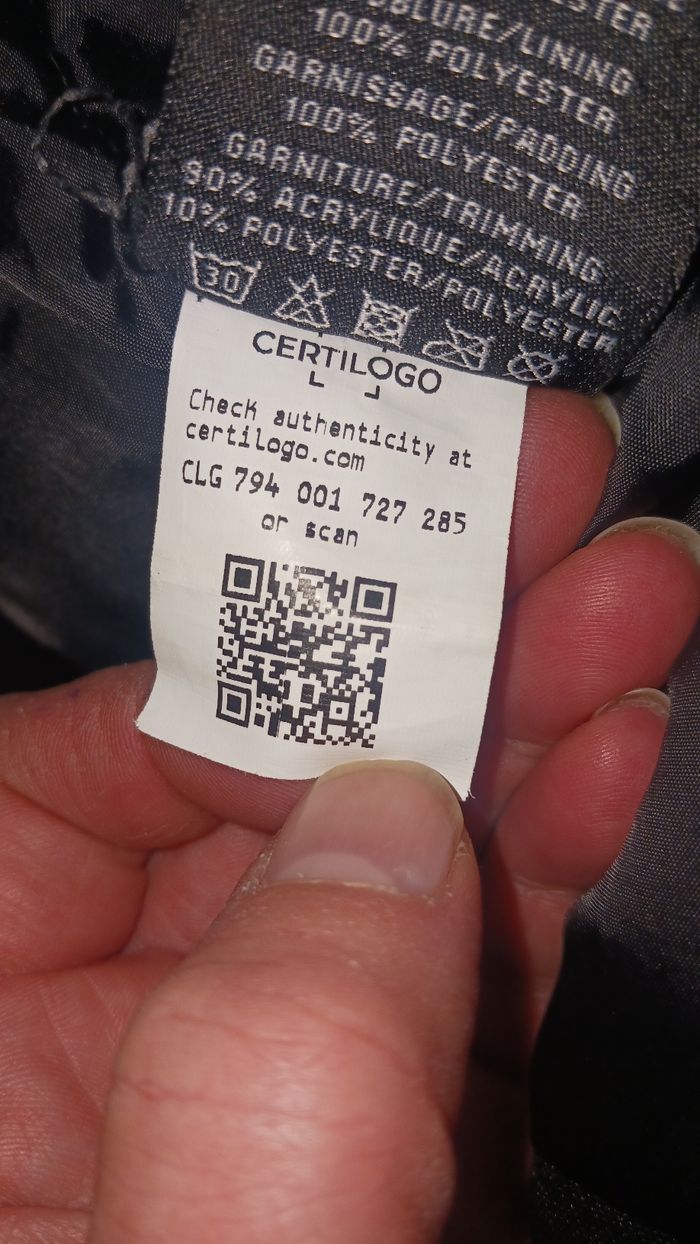 100% POLYESTER
GARNISSAGE/PADDING
100% POLYESTER
GARNITURE/TRIMMING
90% ACRYLIQUE/ACRYLIC
10% POLYESTER/POLYESTER
30
CERTILOGO
Check authenticity at
certilogo.com
CLG 794 001 727 285
or scan